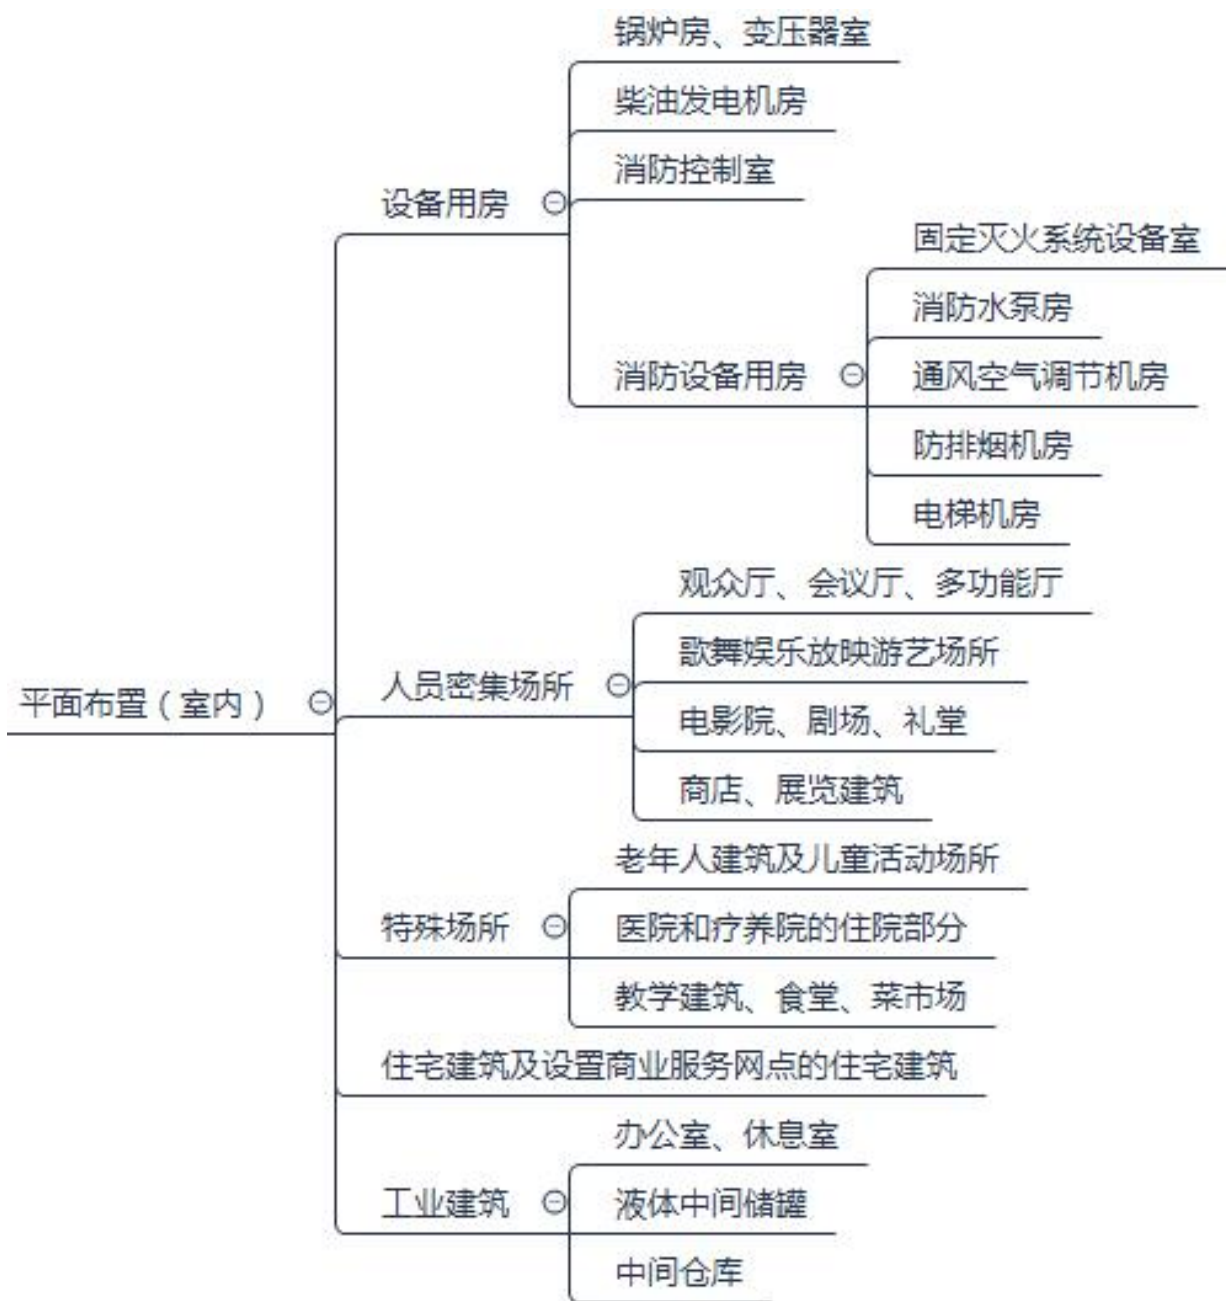 锅炉房、变压器室
柴油发电机房
消防控制室
设备用房
固定灭火系统设备室
消防水泵房
消防设备用房
通风空气调节机房
防排烟机房
电梯机房
观众厅、会议厅、多功能厅
歌舞娱乐放映游艺场所
人员密集场所
平面布置（室内）
电影院、剧场、礼堂
商店、展览建筑
老年人建筑及儿童活动场所
特殊场所
医院和疗养院的住院部分
教学建筑、食堂、菜市场
住宅建筑及设置商业服务网点的住宅建筑
办公室、休息室
工业建筑
液体中间储罐
中间仓库